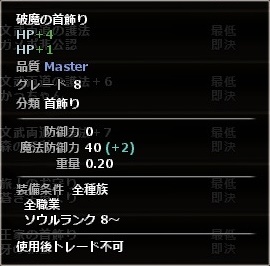 破魔の首飾り
HP+4
HP+1
品質 Master
グレード 8
分類 首飾り
防御力 0
魔法防御力 40 (+2)
重量 0.20
装備条件 全種族
全職業
ソウルランク 8～
使用後トレード不可